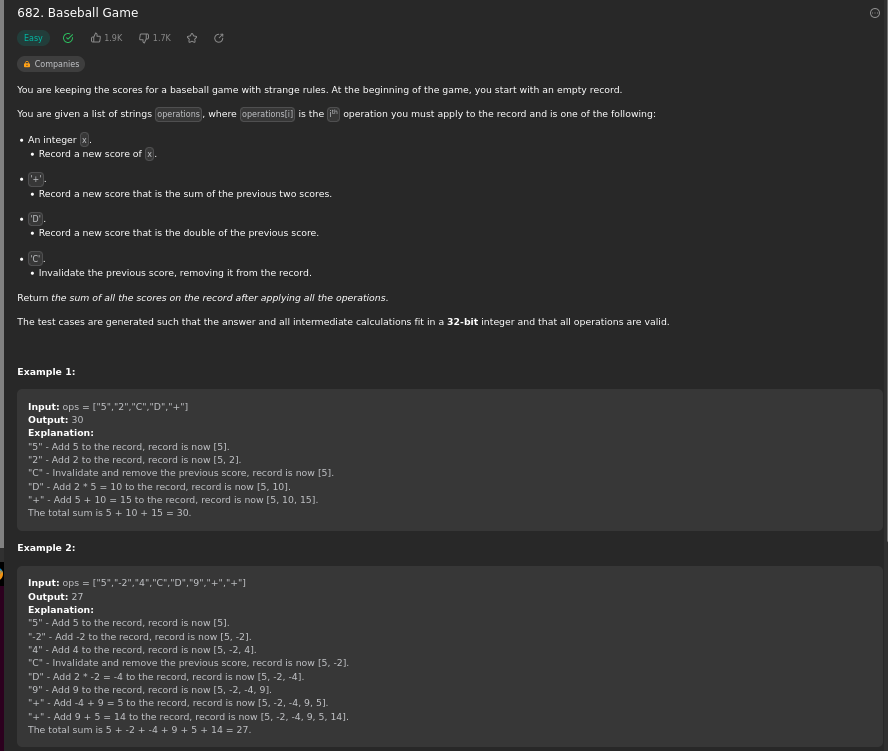 682. Baseball Game
Easy 1.9K 1.7K
Companies
You are keeping the scores for a baseball game with strange rules. At the beginning of the game, you start with an empty record.
You are given a list of strings operations, where operations[i] is the ith operation you must apply to the record and is one of the following:
• An integer x.
• Record a new score of x.
• '+'.
• Record a new score that is the sum of the previous two scores.
• 'D'.
• Record a new score that is the double of the previous score.
• 'C'.
• Invalidate the previous score, removing it from the record.
Return the sum of all the scores on the record after applying all the operations.
The test cases are generated such that the answer and all intermediate calculations fit in a 32-bit integer and that all operations are valid.
Example 1:
Input: ops = ["5","2","C","D","+"]
Output: 30
Explanation:
"5" - Add 5 to the record, record is now [5].
"2" - Add 2 to the record, record is now [5, 2].
"C" - Invalidate and remove the previous score, record is now [5].
"D" - Add 2 * 5 = 10 to the record, record is now [5, 10].
"+" - Add 5 + 10 = 15 to the record, record is now [5, 10, 15].
The total sum is 5 + 10 + 15 = 30.
Example 2:
Input: ops = ["5","-2","4","C","D","9","+","+"]
Output: 27
Explanation:
"5" - Add 5 to the record, record is now [5].
"-2" - Add -2 to the record, record is now [5, -2].
"4" - Add 4 to the record, record is now [5, -2, 4].
"C" - Invalidate and remove the previous score, record is now [5, -2].
"D" - Add 2 * -2 = -4 to the record, record is now [5, -2, -4].
"9" - Add 9 to the record, record is now [5, -2, -4, 9].
"+" - Add -4 + 9 = 5 to the record, record is now [5, -2, -4, 9, 5].
"+" - Add 9 + 5 = 14 to the record, record is now [5, -2, -4, 9, 5, 14].
The total sum is 5 + -2 + -4 + 9 + 5 + 14 = 27.